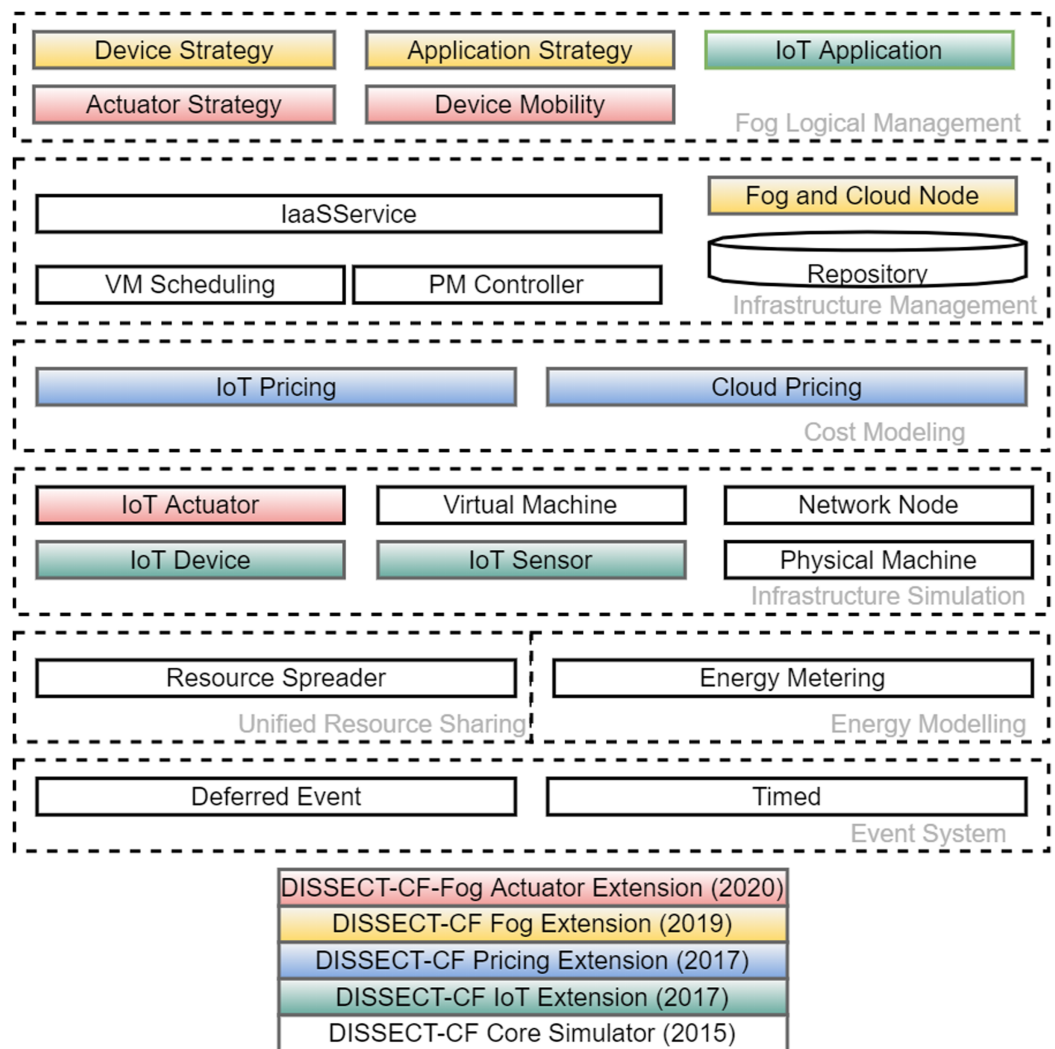 Device Strategy
Application Strategy
IoT Application
Actuator Strategy
Device Mobility
Fog Logical Management
IaaSService
Fog and Cloud Node
VM Scheduling
PM Controller
Repository
Infrastructure Management
IoT Pricing
Cloud Pricing
Cost Modeling
IoT Actuator
Virtual Machine
Network Node
IoT Device
IoT Sensor
Physical Machine
Infrastructure Simulation
Resource Spreader
Energy Metering
Unified Resource Sharing
Energy Modelling
Deferred Event
Timed
Event System
DISSECT-CF-Fog Actuator Extension (2020)
DISSECT-CF Fog Extension (2019)
DISSECT-CF Pricing Extension (2017)
DISSECT-CF IoT Extension (2017)
DISSECT-CF Core Simulator (2015)